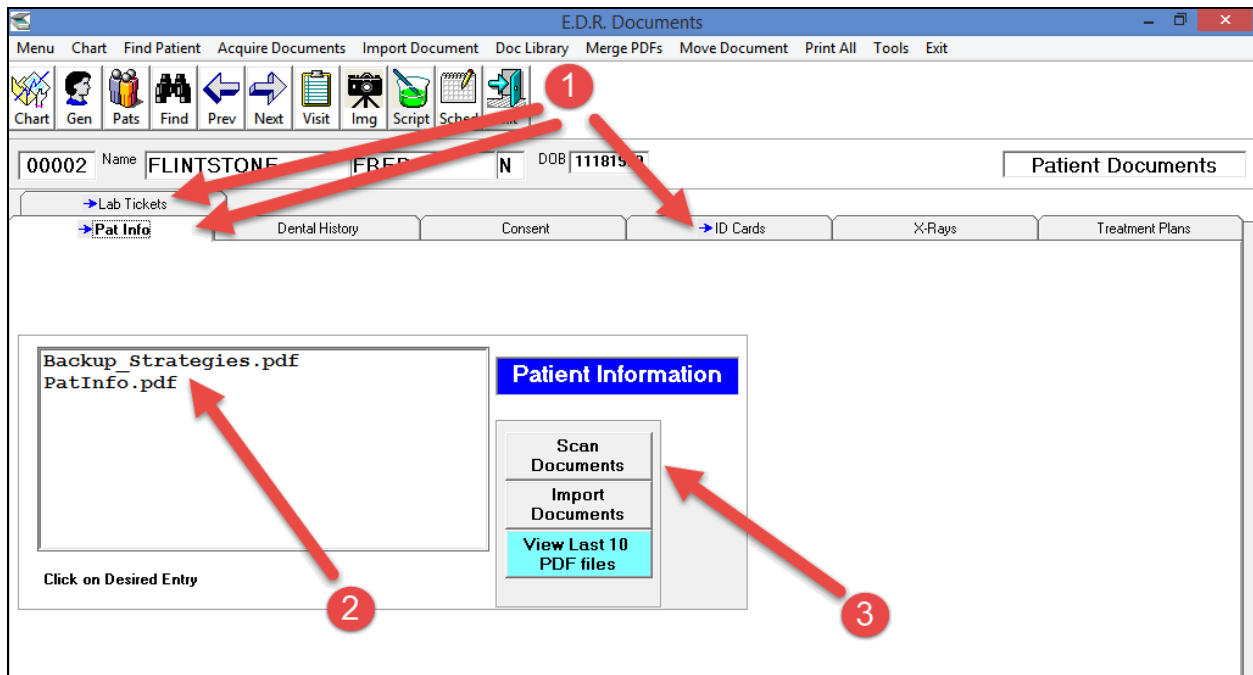 E.D.R. Documents
Menu Chart Find Patient Acquire Documents Import Document Doc Library Merge PDFs Move Document Print All Tools Exit
1
Chart Gen Pats Find Prev Next Visit Img Script Sched
00002 Name FLINTSTONE FRED N DOB Patient Documents
Lab Tickets
Pat Info Dental History Consent ID Cards X-Rays Treatment Plans
Backup_Strategies.pdf
PatInfo.pdf
Patient Information
Scan
Documents
Import
Documents
View Last 10
PDF files
Click on Desired Entry
2
3